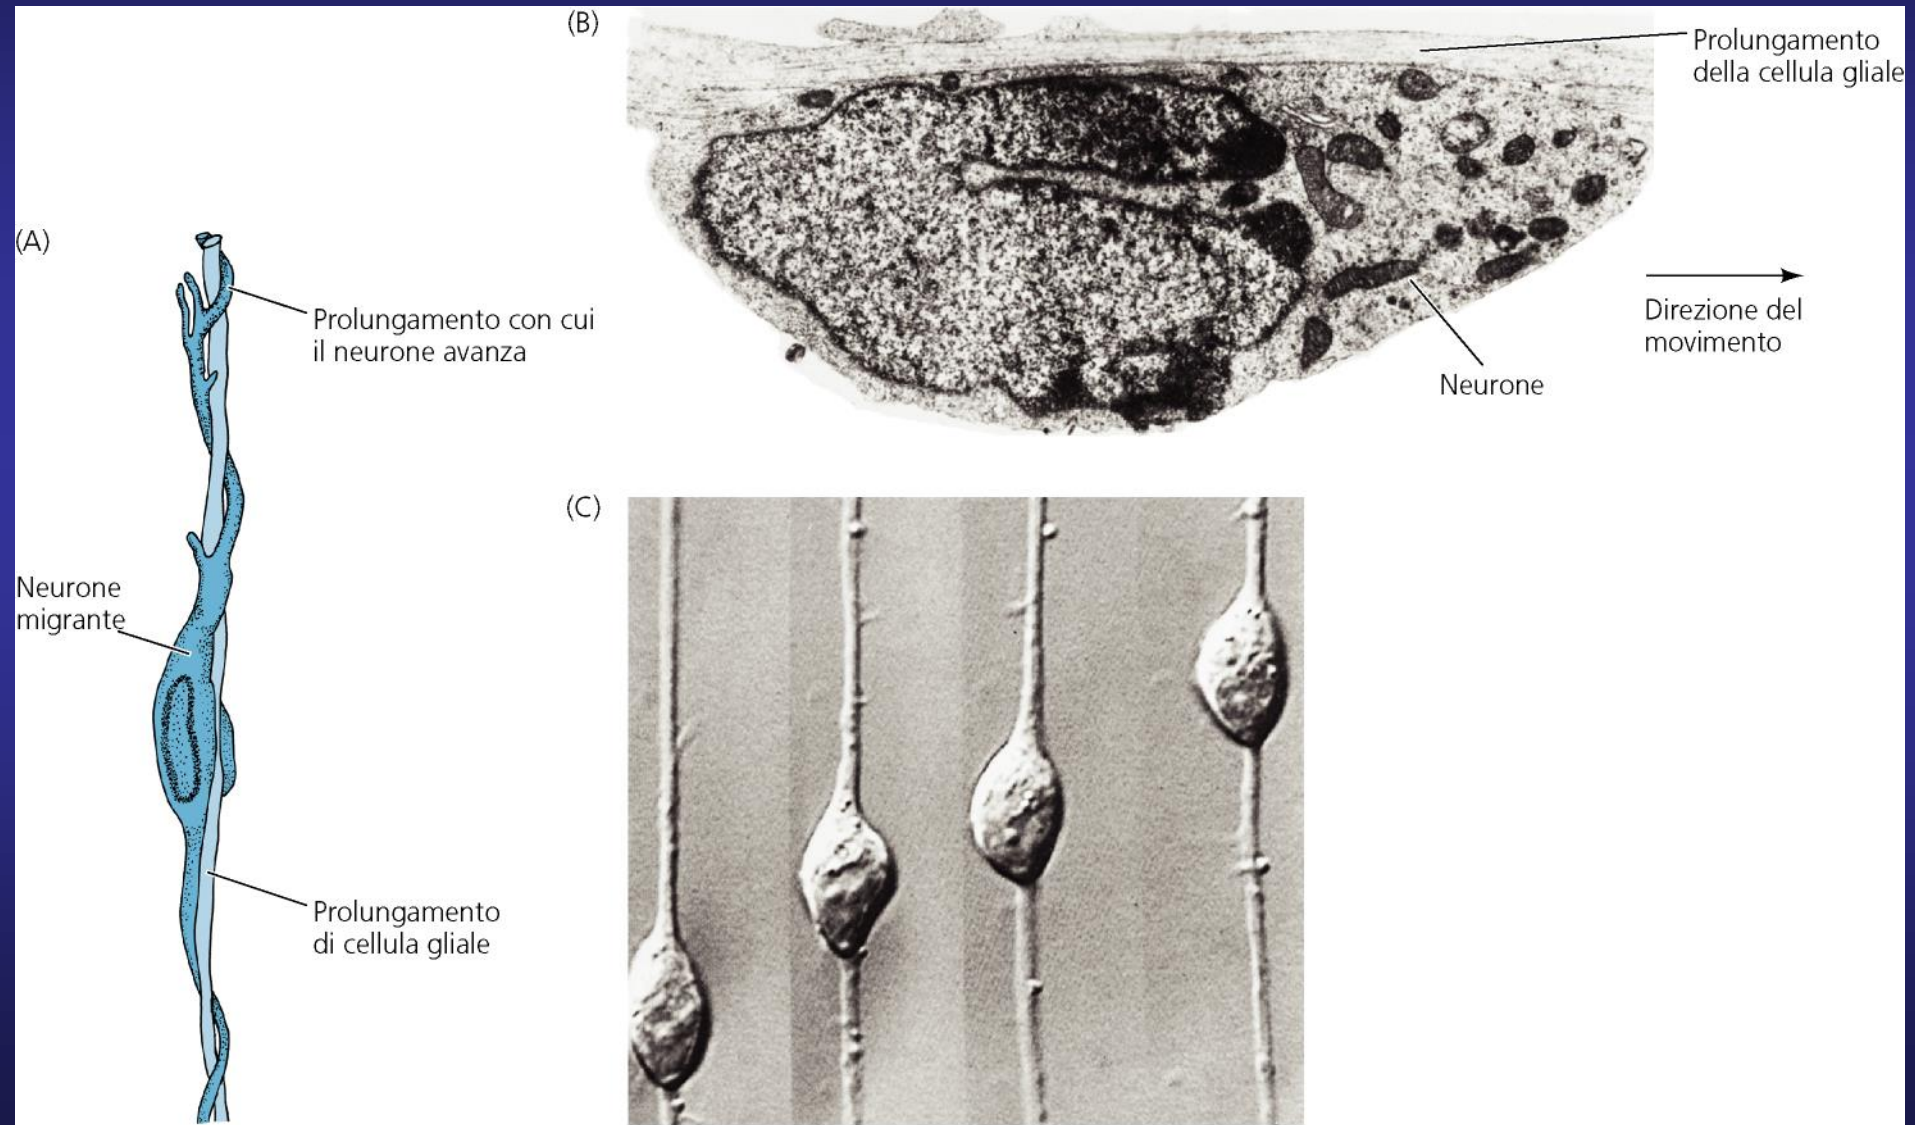 (A)
Prolungamento con cui
il neurone avanza
Neurone
migrante
Prolungamento
di cellula gliale
(B)
Prolungamento
della cellula gliale
Direzione del
movimento
Neurone
(C)